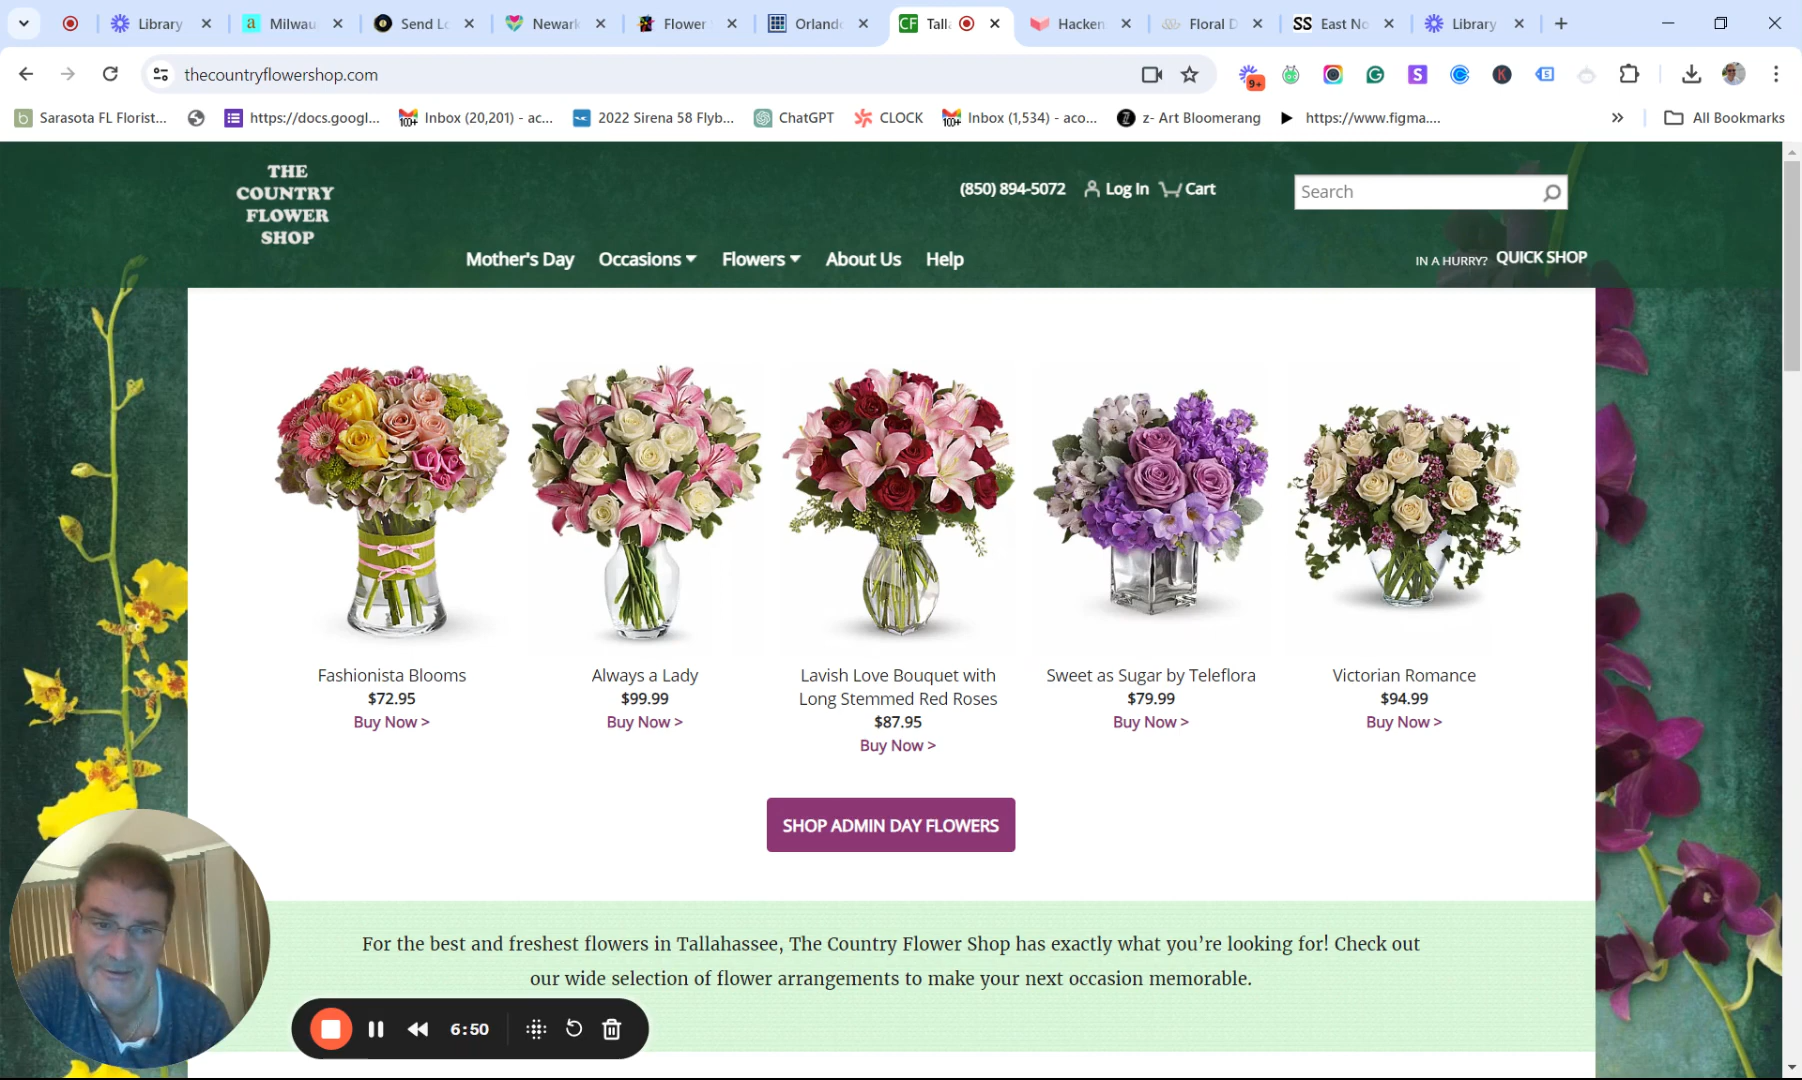 Library
Milwau
Send Lo
Newark
Flower
Orlando
CF
Talla
Hacken
Floral D
SS
East No
Library
thecountryflowershop.com
9+
Sarasota FL Florist...
https://docs.googl...
Inbox (20,201) - ac...
2022 Sirena 58 Flyb...
ChatGPT
CLOCK
Inbox (1,534) - aco...
z- Art Bloomerang
https://www.figma....
»
All Bookmarks
THE
COUNTRY
FLOWER
SHOP
(850) 894-5072
Log In
Cart
Search
Mother's Day
Occasions
Flowers
About Us
Help
IN A HURRY? QUICK SHOP
Fashionista Blooms
$72.95
Buy Now >
Always a Lady
$99.99
Buy Now >
Lavish Love Bouquet with
Long Stemmed Red Roses
$87.95
Buy Now >
Sweet as Sugar by Teleflora
$79.99
Buy Now >
Victorian Romance
$94.99
Buy Now >
SHOP ADMIN DAY FLOWERS
For the best and freshest flowers in Tallahassee, The Country Flower Shop has exactly what you’re looking for! Check out
our wide selection of flower arrangements to make your next occasion memorable.
6:50